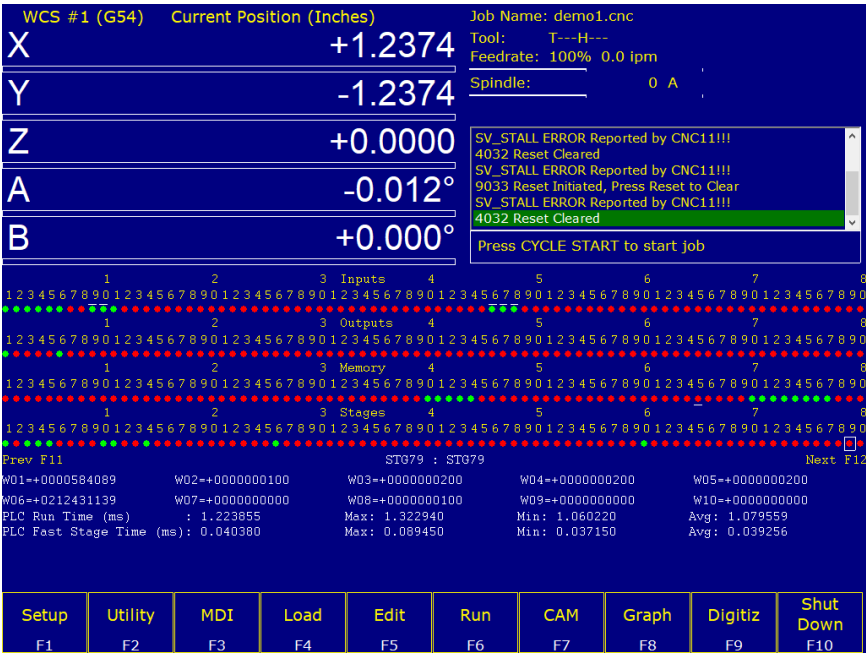 WCS #1 (G54) Current Position (Inches)
X +1.2374
Y -1.2374
Z +0.0000
A -0.012°
B +0.000°
Job Name: demo1.cnc
Tool: T---H---
Feedrate: 100% 0.0 ipm
Spindle: 0 A
SV_STALL ERROR Reported by CNC11!!!
4032 Reset Cleared
SV_STALL ERROR Reported by CNC11!!!
9033 Reset Initiated, Press Reset to Clear
SV_STALL ERROR Reported by CNC11!!!
4032 Reset Cleared
Press CYCLE START to start job
1 2 3 Inputs 4 5 6 7 8
12345678901234567890123456789012345678901234567890123456789012345678901234567890
1 2 3 Outputs 4 5 6 7 8
12345678901234567890123456789012345678901234567890123456789012345678901234567890
1 2 3 Memory 4 5 6 7 8
12345678901234567890123456789012345678901234567890123456789012345678901234567890
1 2 3 Stages 4 5 6 7 8
12345678901234567890123456789012345678901234567890123456789012345678901234567890
Prev F11 STG79 : STG79 Next F12
W01=+0000584089 W02=+0000000100 W03=+0000000200 W04=+0000000200 W05=+0000000200
W06=+0212431139 W07=+0000000000 W08=+0000000100 W09=+0000000000 W10=+0000000000
PLC Run Time (ms) : 1.223855 Max: 1.322940 Min: 1.060220 Avg: 1.079559
PLC Fast Stage Time (ms): 0.040380 Max: 0.089450 Min: 0.037150 Avg: 0.039256
Setup Utility MDI Load Edit Run CAM Graph Digitiz Shut Down
F1 F2 F3 F4 F5 F6 F7 F8 F9 F10